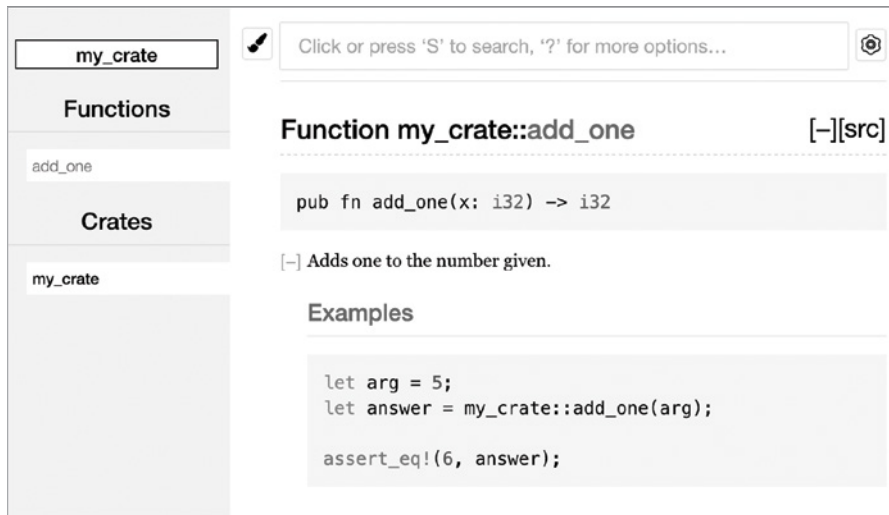 my_crate
Functions
add_one
Crates
my_crate
Click or press ‘S’ to search, ‘?’ for more options…
Function my_crate::add_one [–][src]
pub fn add_one(x: i32) -> i32
[–] Adds one to the number given.
Examples
let arg = 5;
let answer = my_crate::add_one(arg);
assert_eq!(6, answer);